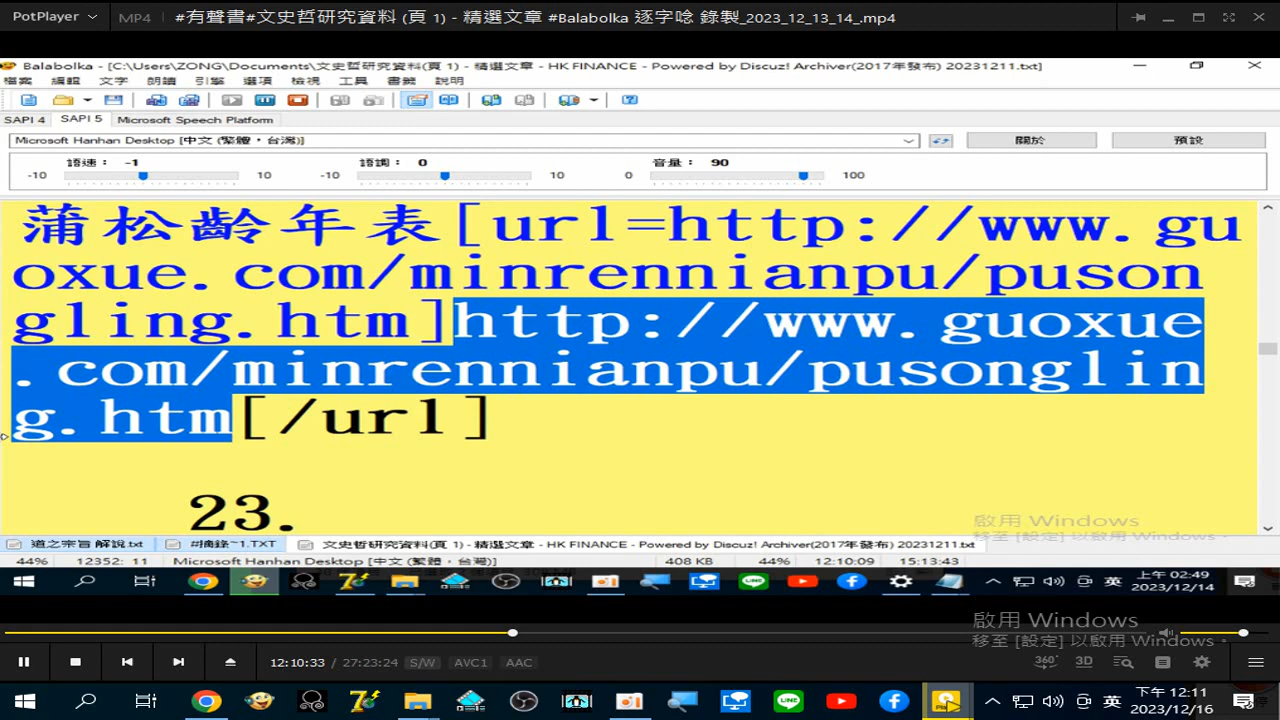 PotPlayer MP4 #有聲書#文史哲研究資料 (頁 1) - 精選文章 #Balabolka 逐字唸 錄製_2023_12_13_14_.mp4
Balabolka - [C:\Users\ZONG\Documents\文史哲研究資料(頁 1) - 精選文章 - HK FINANCE - Powered by Discuz! Archiver(2017年發布) 20231211.txt]
檔案 編輯 文字 朗讀 引擎 選項 檢視 工具 書籤 說明
SAPI 4 SAPI 5 Microsoft Speech Platform
Microsoft Hanhan Desktop [中文 (繁體，台灣)] 關於 預設
語速： -1 語調： 0 音量： 90
-10 10 -10 10 0 100
蒲松齡年表[url=http://www.gu
oxue.com/minrennianpu/puson
gling.htm]http://www.guoxue
.com/minrennianpu/pusonglin
g.htm[/url]
23.
啟用 Windows
移至 [設定] 以啟用 Windows。
道之宗旨 解說.txt #摘錄~1.TXT 文史哲研究資料(頁 1) - 精選文章 - HK FINANCE - Powered by Discuz! Archiver(2017年發布) 20231211.txt
44% 12352: 11 Microsoft Hanhan Desktop [中文 (繁體，台灣)] 408 KB 44% 12:10:09 15:13:43
英 上午 02:49
2023/12/14
啟用 Windows
移至 [設定] 以啟用 Windows。
12:10:33 / 27:23:24 S/W AVC1 AAC 360° 3D
英 下午 12:11
2023/12/16